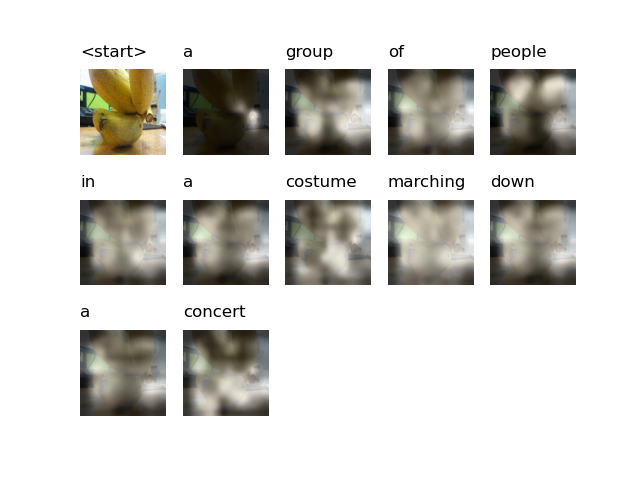 <start> a group of people
in a costume marching down
a concert